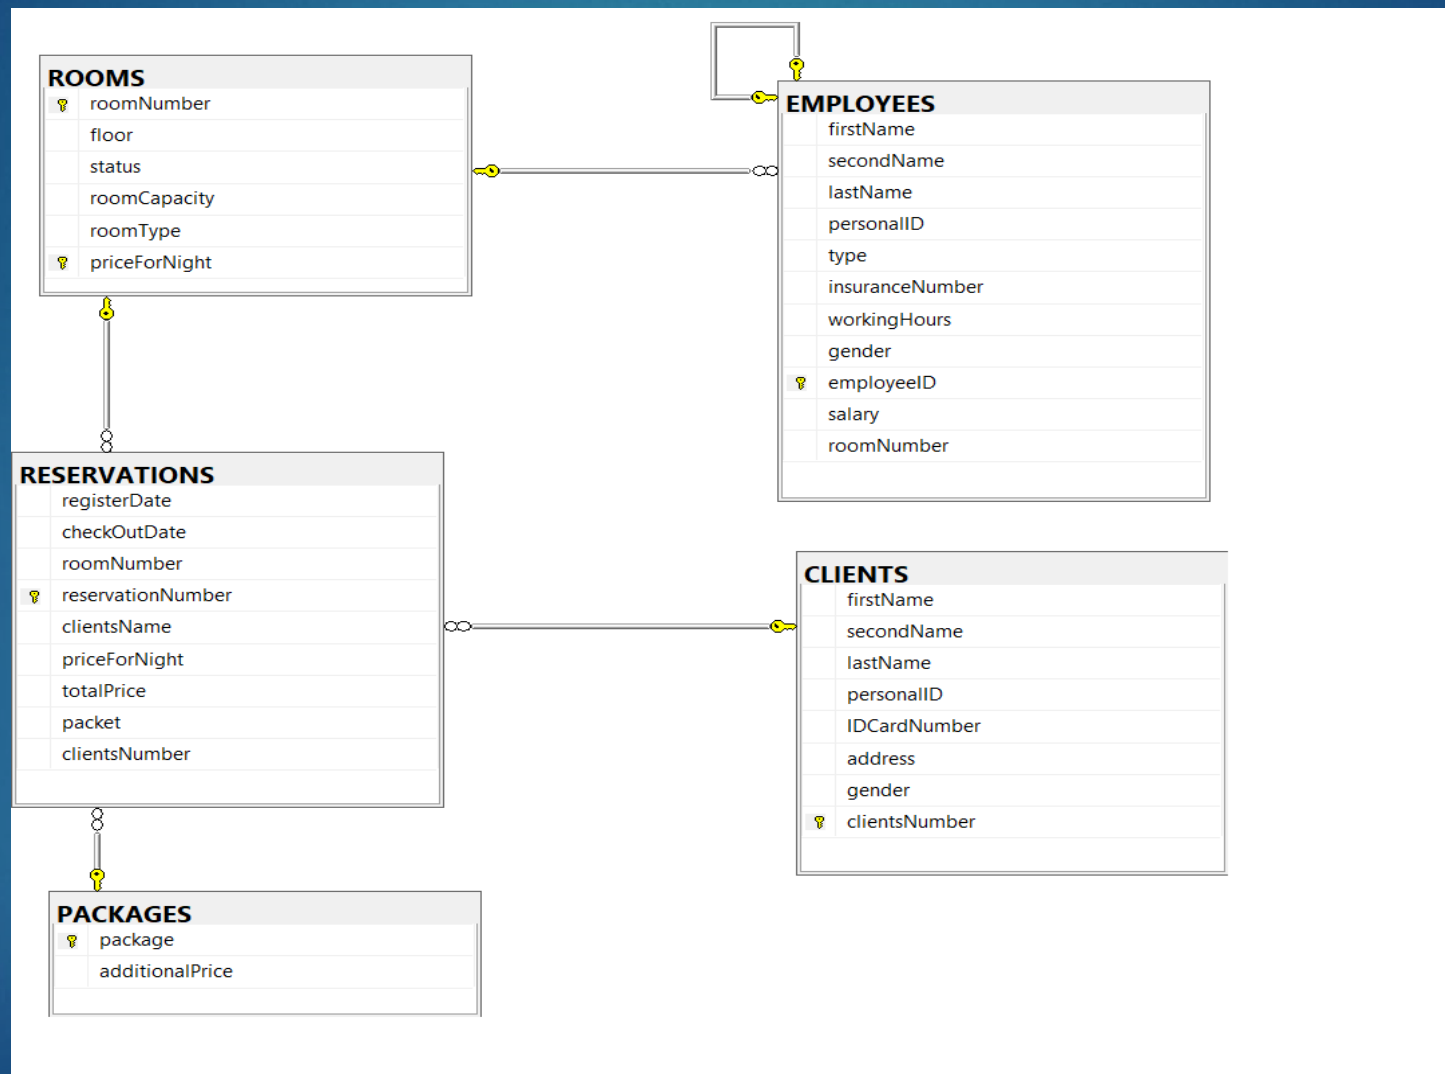 ROOMS
roomNumber
floor
status
roomCapacity
roomType
priceForNight
EMPLOYEES
firstName
secondName
lastName
personalID
type
insuranceNumber
workingHours
gender
employeeID
salary
roomNumber
RESERVATIONS
registerDate
checkOutDate
roomNumber
reservationNumber
clientsName
priceForNight
totalPrice
packet
clientsNumber
CLIENTS
firstName
secondName
lastName
personalID
IDCardNumber
address
gender
clientsNumber
PACKAGES
package
additionalPrice